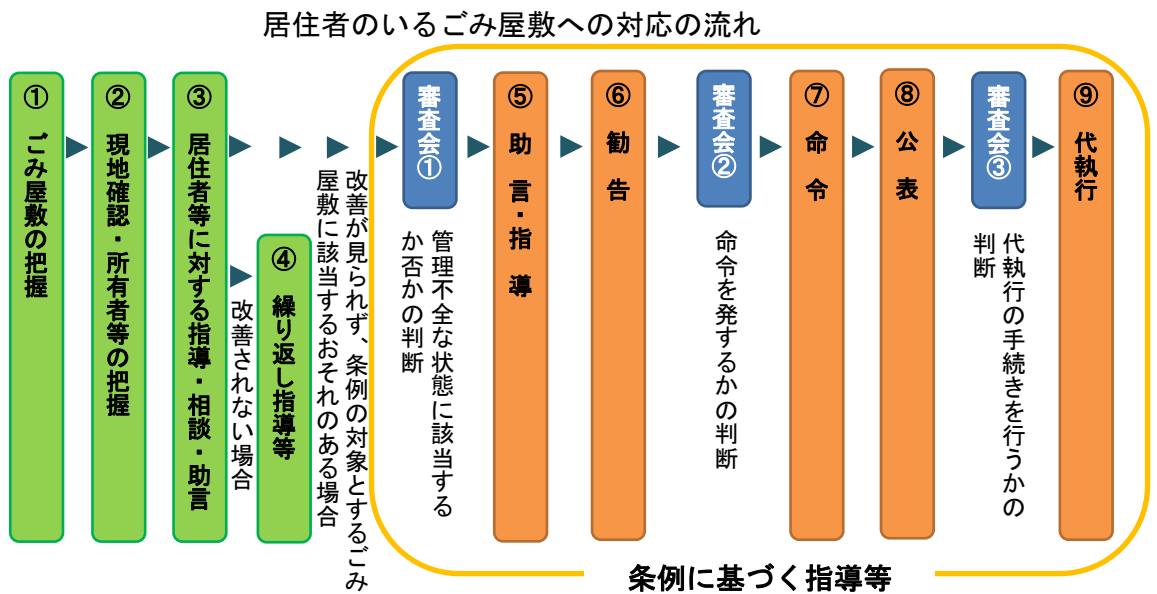 居住者のいるごみ屋敷への対応の流れ
① ごみ屋敷の把握
② 現地確認・所有者等の把握
③ 居住者等に対する指導・相談・助言
改善されない場合
④ 繰り返し指導等
改善が見られず、条例の対象とするごみ
屋敷に該当するおそれのある場合
審査会①
管理不全な状態に該当する
か否かの判断
⑤ 助言・指導
⑥ 勧告
審査会②
命令を発するかの判断
⑦ 命令
⑧ 公表
審査会③
代執行の手続きを行うかの
判断
⑨ 代執行
条例に基づく指導等